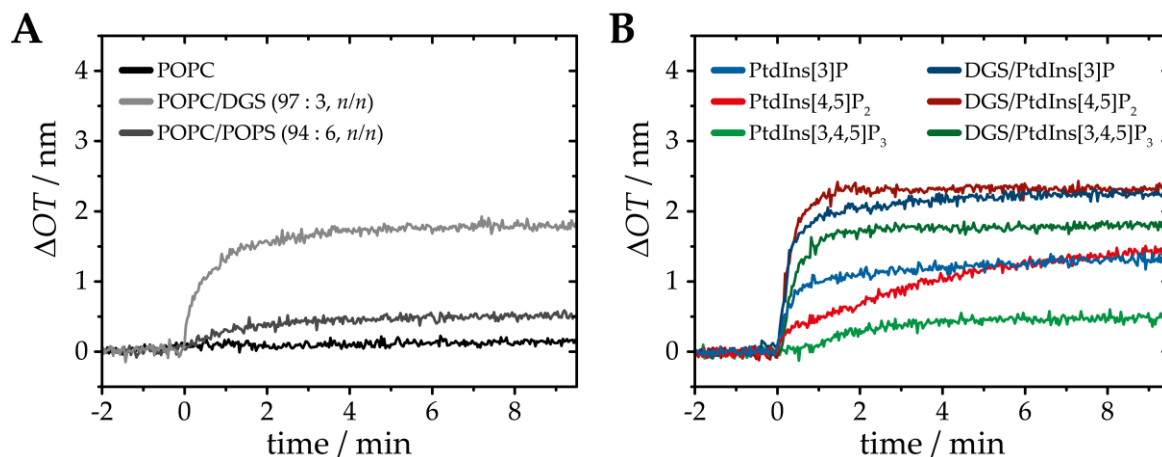 A
ΔOT / nm
4
3
2
1
0
POPC
POPC/DGS (97 : 3, n/n)
POPC/POPS (94 : 6, n/n)
-2 0 2 4 6 8
time / min
B
ΔOT / nm
4
3
2
1
0
PtdIns[3]P
PtdIns[4,5]P₂
PtdIns[3,4,5]P₃
DGS/PtdIns[3]P
DGS/PtdIns[4,5]P₂
DGS/PtdIns[3,4,5]P₃
-2 0 2 4 6 8
time / min